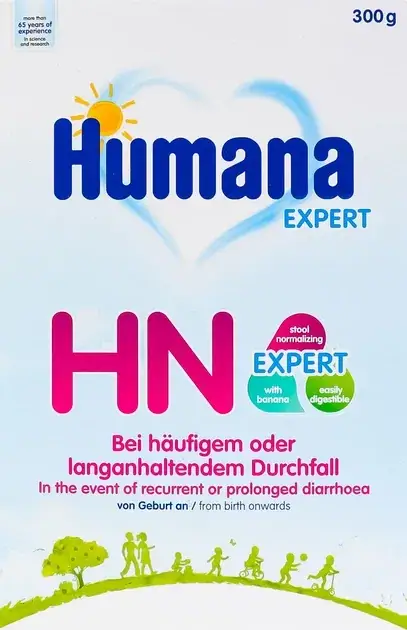 more than
65 years of
experience
in science
and research
300 g
Humana
EXPERT
HN
stool
normalizing
EXPERT
with
banana
easily
digestible
Bei häufigem oder
langanhaltendem Durchfall
In the event of recurrent or prolonged diarrhoea
von Geburt an / from birth onwards